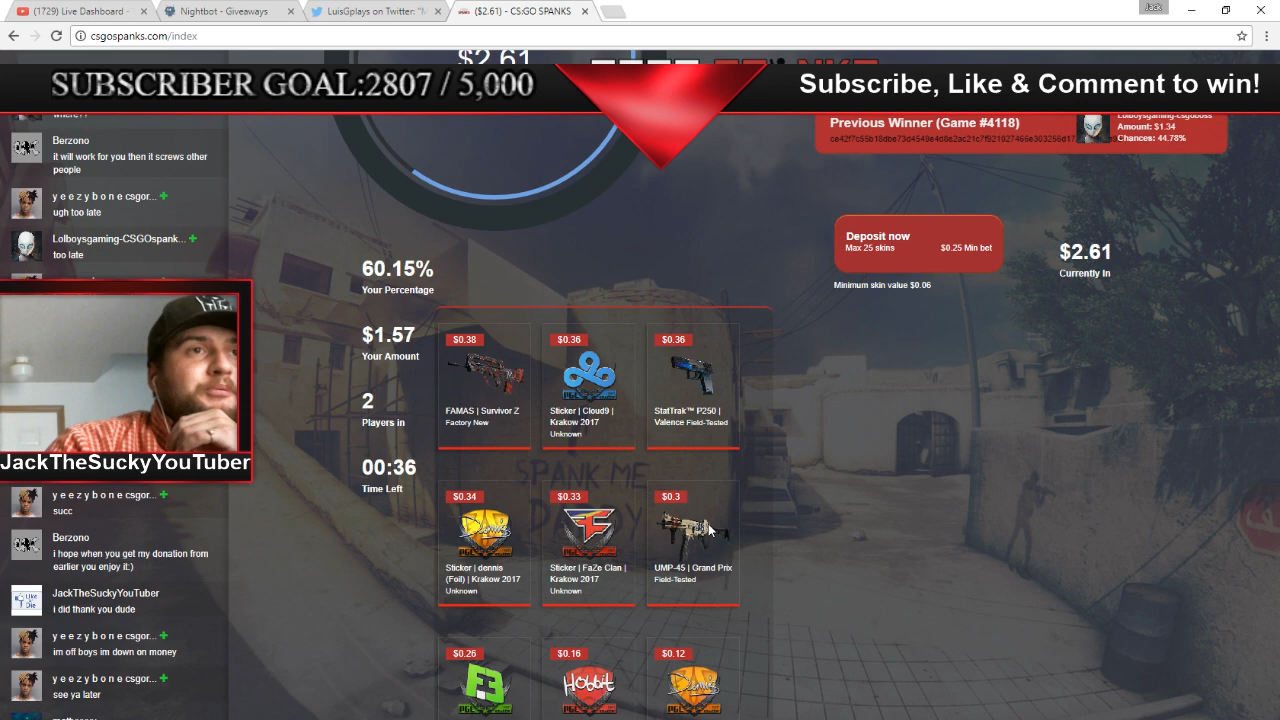 (1729) Live Dashboard -
Nightbot - Giveaways
LuisGplays on Twitter: "M
($2.61) - CS:GO SPANKS
Jack
csgospanks.com/index
$2.61
SUBSCRIBER GOAL:2807 / 5,000
Subscribe, Like & Comment to win!
where??
Berzono
it will work for you then it screws other
people
y e e z y b o n e csgor... +
ugh too late
Lolboysgaming-CSGOspank... +
too late
JackTheSuckyYouTuber
y e e z y b o n e csgor... +
succ
Berzono
i hope when you get my donation from
earlier you enjoy it:)
JackTheSuckyYouTuber
i did thank you dude
y e e z y b o n e csgor... +
im off boys im down on money
y e e z y b o n e csgor... +
see ya later
Previous Winner (Game #4118)
Lolboysgaming-csgoboss
Amount: $1.34
Chances: 44.78%
Deposit now
Max 25 skins
$0.25 Min bet
Minimum skin value $0.06
$2.61
Currently In
60.15%
Your Percentage
$1.57
Your Amount
2
Players in
00:36
Time Left
$0.38
FAMAS | Survivor Z
Factory New
$0.36
Sticker | Cloud9 |
Krakow 2017
Unknown
$0.36
StatTrak™ P250 |
Valence Field-Tested
SPANK ME
DADDY
$0.34
Sticker | dennis
(Foil) | Krakow 2017
Unknown
$0.33
Sticker | FaZe Clan |
Krakow 2017
Unknown
$0.3
UMP-45 | Grand Prix
Field-Tested
$0.26
$0.16
Hobbit
$0.12
Dennis